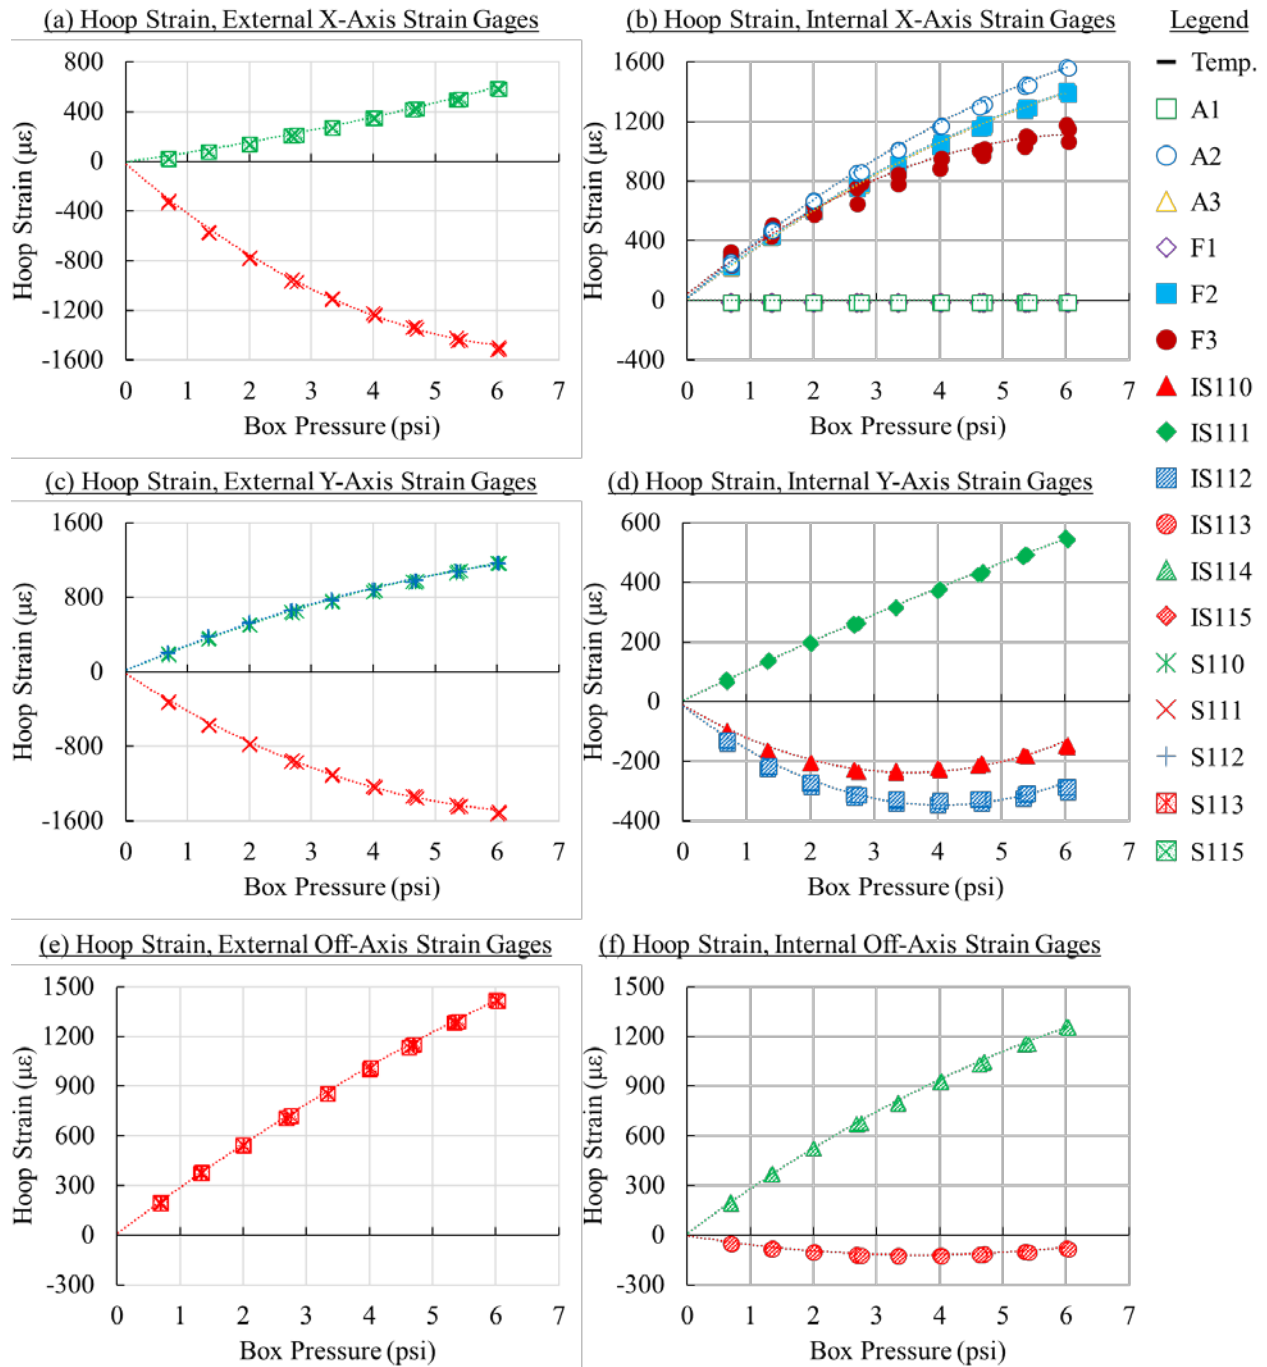 (a) Hoop Strain, External X-Axis Strain Gages
800
400
0
-400
-800
-1200
-1600
0 1 2 3 4 5 6 7
Hoop Strain (με)
Box Pressure (psi)
(b) Hoop Strain, Internal X-Axis Strain Gages
1600
1200
800
400
0
-400
0 1 2 3 4 5 6 7
Hoop Strain (με)
Box Pressure (psi)
Legend
Temp.
A1
A2
A3
F1
F2
F3
IS110
IS111
IS112
IS113
IS114
IS115
S110
S111
S112
S113
S115
(c) Hoop Strain, External Y-Axis Strain Gages
1600
800
0
-800
-1600
0 1 2 3 4 5 6 7
Hoop Strain (με)
Box Pressure (psi)
(d) Hoop Strain, Internal Y-Axis Strain Gages
600
400
200
0
-200
-400
0 1 2 3 4 5 6 7
Hoop Strain (με)
Box Pressure (psi)
(e) Hoop Strain, External Off-Axis Strain Gages
1500
1200
900
600
300
0
-300
0 1 2 3 4 5 6 7
Hoop Strain (με)
Box Pressure (psi)
(f) Hoop Strain, Internal Off-Axis Strain Gages
1500
1200
900
600
300
0
-300
0 1 2 3 4 5 6 7
Hoop Strain (με)
Box Pressure (psi)